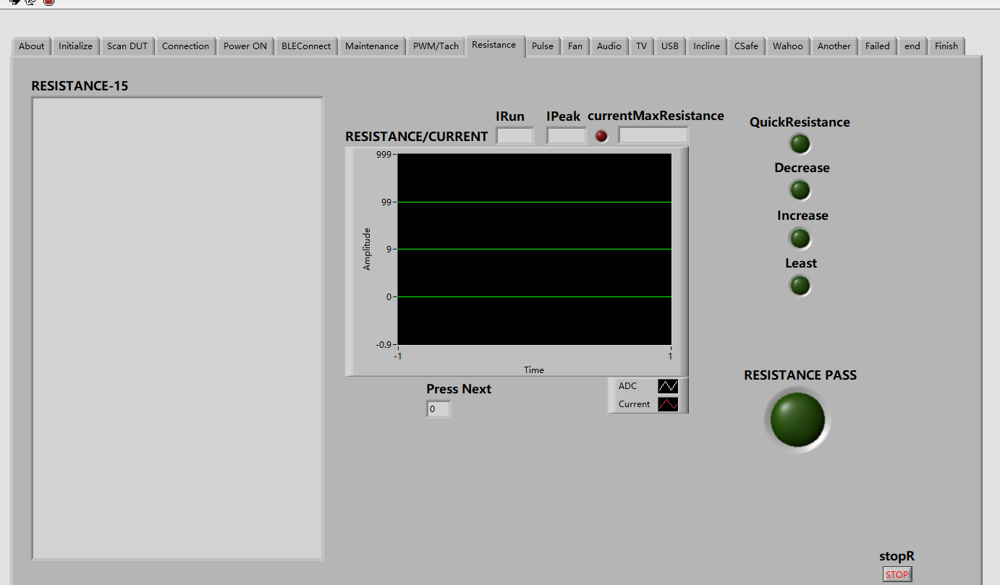 About Initialize Scan DUT Connection Power ON BLEConnect Maintenance PWM/Tach Resistance Pulse Fan Audio TV USB Incline CSafe Wahoo Another Failed end Finish
RESISTANCE-15
IRun IPeak currentMaxResistance
RESISTANCE/CURRENT
999
99
9
0
-0.9
Amplitude
-1 1
Time
ADC
Current
Press Next
0
QuickResistance
Decrease
Increase
Least
RESISTANCE PASS
stopR
STOP